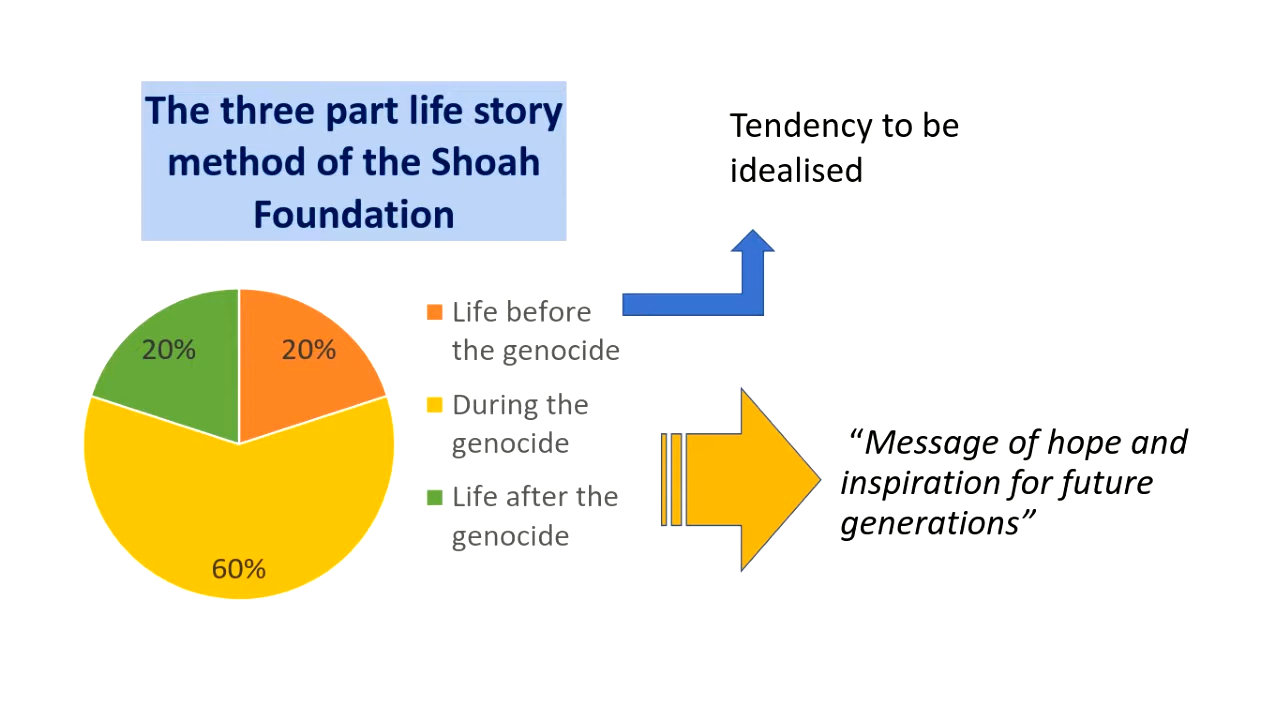 The three part life story
method of the Shoah
Foundation
Tendency to be
idealised
20%
20%
60%
Life before
the genocide
During the
genocide
Life after the
genocide
“Message of hope and
inspiration for future
generations”